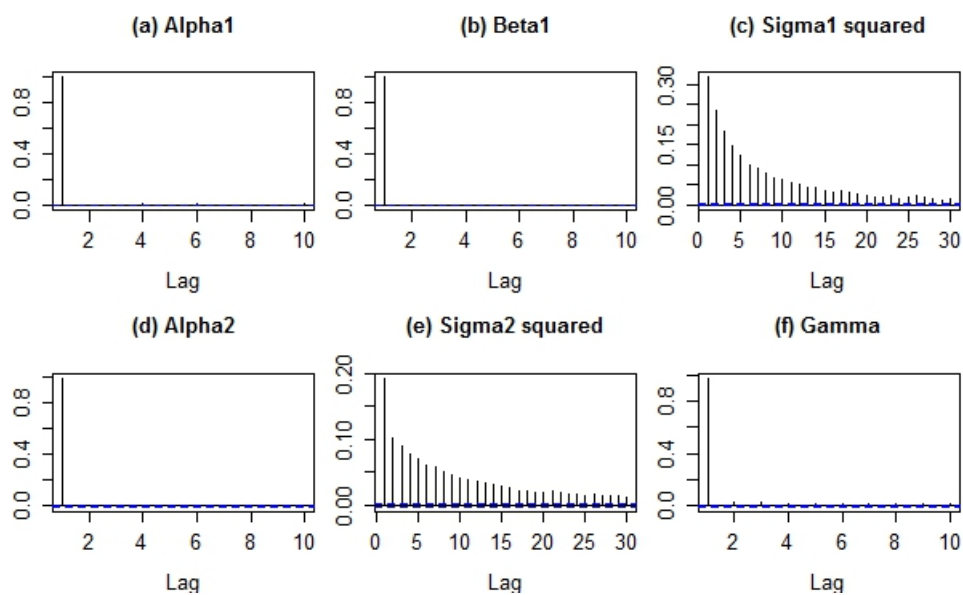 (a) Alpha1
0.0 0.4 0.8
2 4 6 8 10
Lag
(b) Beta1
0.0 0.4 0.8
2 4 6 8 10
Lag
(c) Sigma1 squared
0.00 0.15 0.30
0 5 10 15 20 25 30
Lag
(d) Alpha2
0.0 0.4 0.8
2 4 6 8 10
Lag
(e) Sigma2 squared
0.00 0.10 0.20
0 5 10 15 20 25 30
Lag
(f) Gamma
0.0 0.4 0.8
2 4 6 8 10
Lag